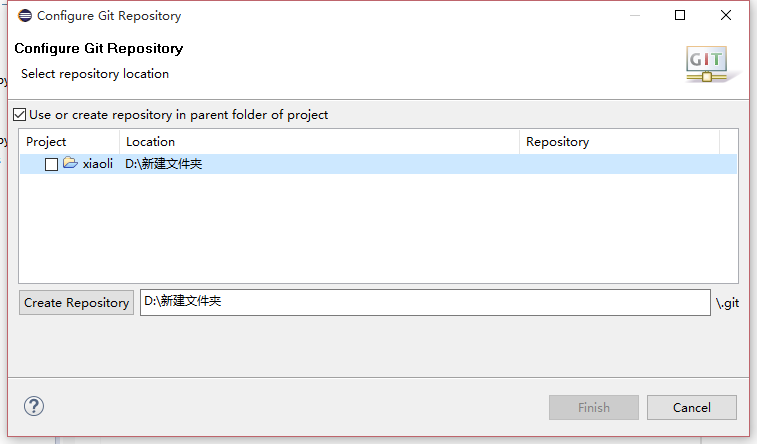 Configure Git Repository
Configure Git Repository
Select repository location
GIT
Use or create repository in parent folder of project
Project Location Repository
xiaoli D:\新建文件夹
Create Repository D:\新建文件夹 \.git
? Finish Cancel